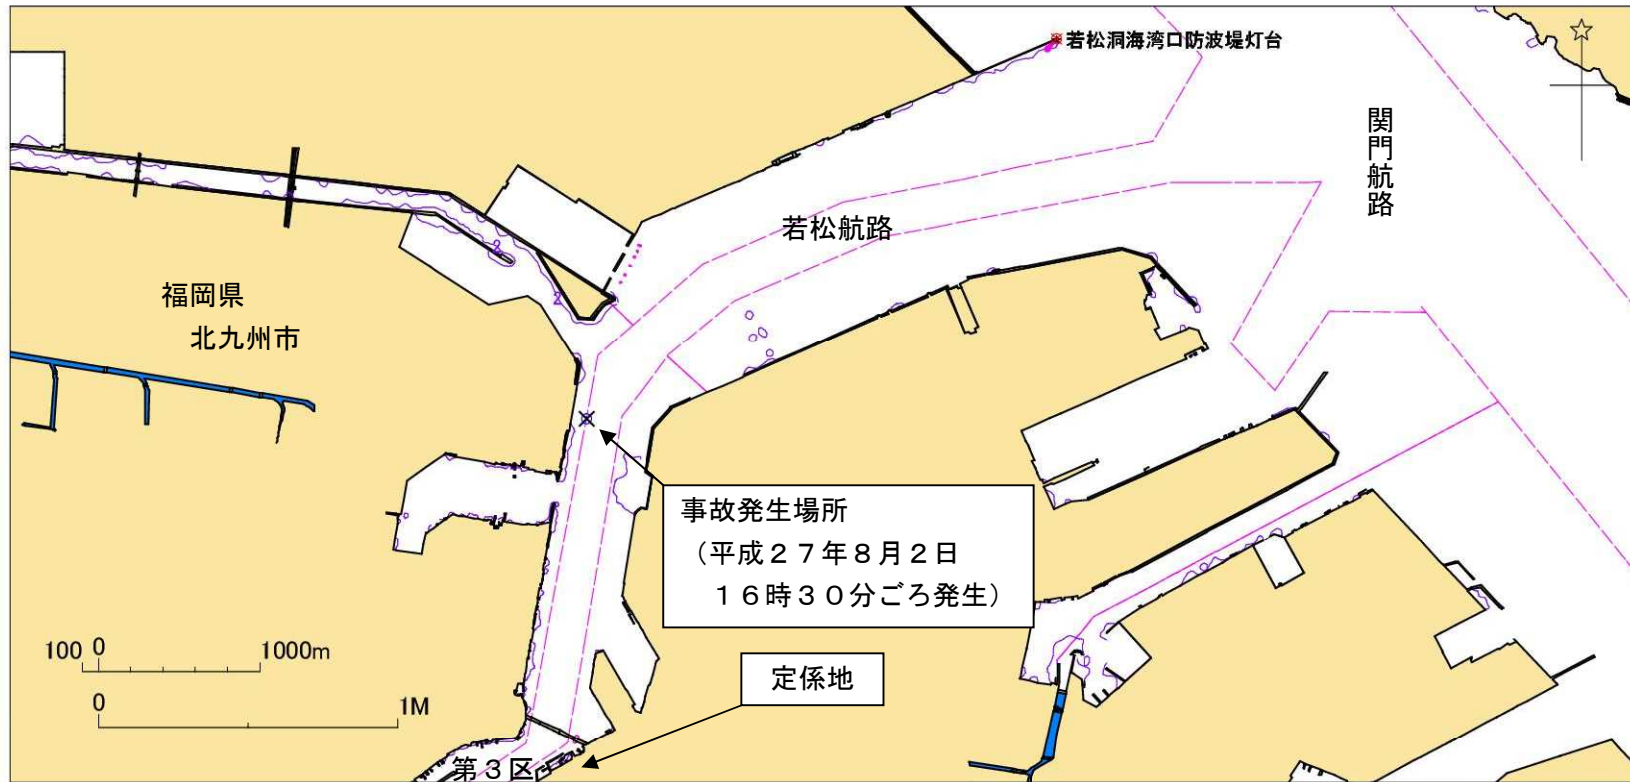 若松洞海湾口防波堤灯台
関門航路
若松航路
福岡県
北九州市
事故発生場所
(平成27年8月2日
16時30分ごろ発生)
100 0 1000m
0 1M
定係地
第3区